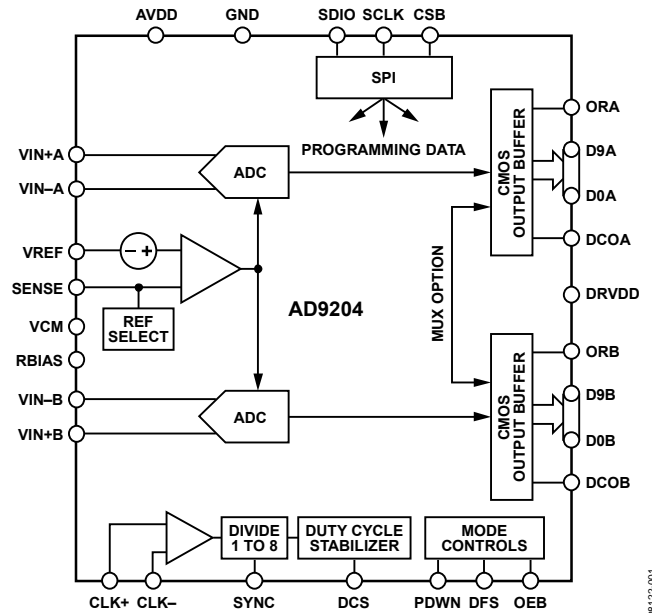 AVDD GND SDIO SCLK CSB
SPI
PROGRAMMING DATA
VIN+A
VIN–A
ADC
CMOS
OUTPUT BUFFER
ORA
D9A
D0A
DCOA
VREF
– +
SENSE
REF
SELECT
AD9204
MUX OPTION
DRVDD
VCM
RBIAS
VIN–B
VIN+B
ADC
CMOS
OUTPUT BUFFER
ORB
D9B
D0B
DCOB
DIVIDE
1 TO 8
DUTY CYCLE
STABILIZER
MODE
CONTROLS
CLK+ CLK– SYNC DCS PDWN DFS OEB
08122-001